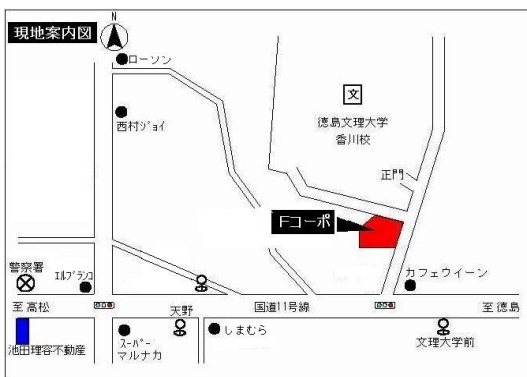 N
現地案内図
ローソン
西村ジョイ
文
徳島文理大学
香川校
正門
Fコーポ
警察署
エルブランコ
カフェウイーン
至高松
天野
国道11号線
至徳島
池田理容不動産
スーパー
マルナカ
しまむら
文理大学前